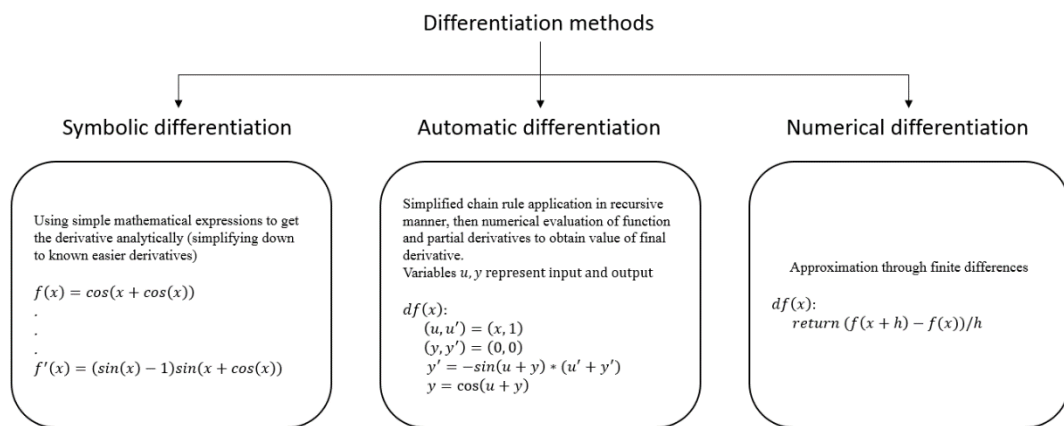 Differentiation methods
Symbolic differentiation
Using simple mathematical expressions to get
the derivative analytically (simplifying down
to known easier derivatives)
f(x) = cos(x + cos(x))
.
.
.
f'(x) = (sin(x) − 1)sin(x + cos(x))
Automatic differentiation
Simplified chain rule application in recursive
manner, then numerical evaluation of function
and partial derivatives to obtain value of final
derivative.
Variables u, y represent input and output
df(x):
(u, u') = (x, 1)
(y, y') = (0, 0)
y' = −sin(u + y) * (u' + y')
y = cos(u + y)
Numerical differentiation
Approximation through finite differences
df(x):
return (f(x + h) − f(x))/h